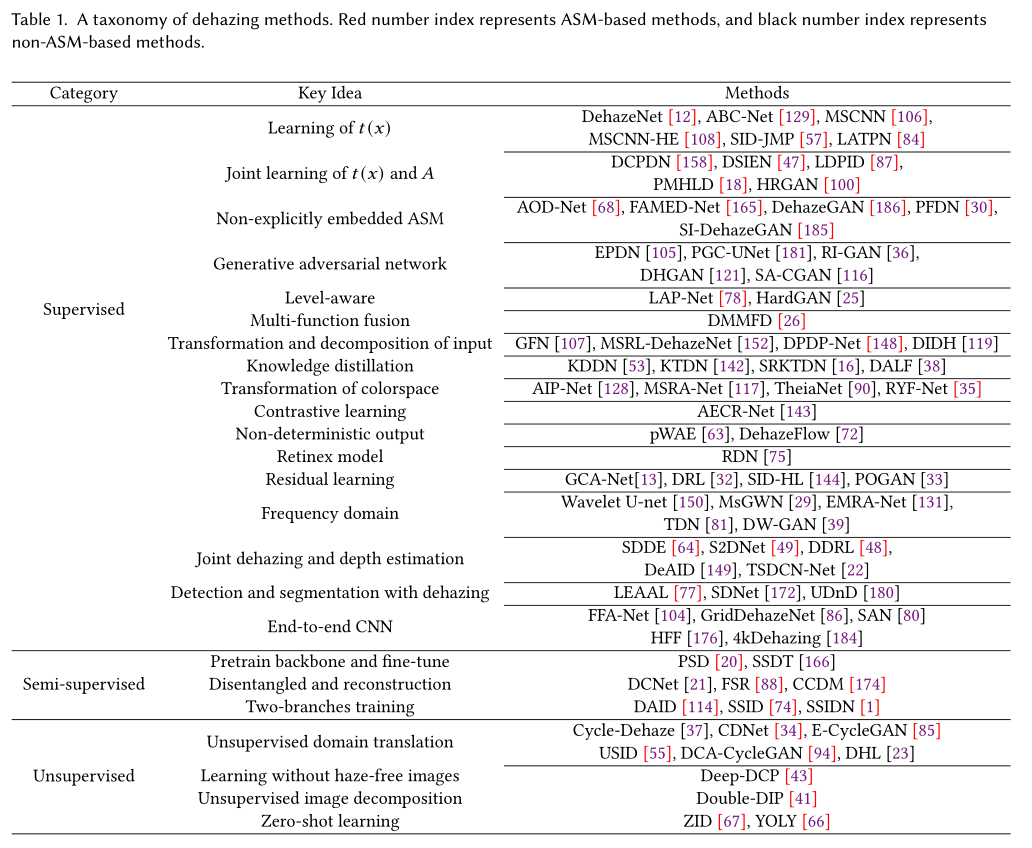 Table 1. A taxonomy of dehazing methods. Red number index represents ASM-based methods, and black number index represents
non-ASM-based methods.
Category Key Idea Methods
Supervised
Learning of t(x)
DehazeNet [12], ABC-Net [129], MSCNN [106],
MSCNN-HE [108], SID-JMP [57], LATPN [84]
Joint learning of t(x) and A
DCPDN [158], DSIEN [47], LDPID [87],
PMHLD [18], HRGAN [100]
Non-explicitly embedded ASM
AOD-Net [68], FAMED-Net [165], DehazeGAN [186], PFDN [30],
SI-DehazeGAN [185]
Generative adversarial network
EPDN [105], PGC-UNet [181], RI-GAN [36],
DHGAN [121], SA-CGAN [116]
Level-aware LAP-Net [78], HardGAN [25]
Multi-function fusion DMMFD [26]
Transformation and decomposition of input GFN [107], MSRL-DehazeNet [152], DPDP-Net [148], DIDH [119]
Knowledge distillation KDDN [53], KTDN [142], SRKTDN [16], DALF [38]
Transformation of colorspace AIP-Net [128], MSRA-Net [117], TheiaNet [90], RYF-Net [35]
Contrastive learning AECR-Net [143]
Non-deterministic output pWAE [63], DehazeFlow [72]
Retinex model RDN [75]
Residual learning GCA-Net[13], DRL [32], SID-HL [144], POGAN [33]
Frequency domain
Wavelet U-net [150], MsGWN [29], EMRA-Net [131],
TDN [81], DW-GAN [39]
Joint dehazing and depth estimation
SDDE [64], S2DNet [49], DDRL [48],
DeAID [149], TSDCN-Net [22]
Detection and segmentation with dehazing LEAAL [77], SDNet [172], UDnD [180]
End-to-end CNN
FFA-Net [104], GridDehazeNet [86], SAN [80]
HFF [176], 4kDehazing [184]
Semi-supervised
Pretrain backbone and fine-tune PSD [20], SSDT [166]
Disentangled and reconstruction DCNet [21], FSR [88], CCDM [174]
Two-branches training DAID [114], SSID [74], SSIDN [1]
Unsupervised
Unsupervised domain translation
Cycle-Dehaze [37], CDNet [34], E-CycleGAN [85]
USID [55], DCA-CycleGAN [94], DHL [23]
Learning without haze-free images Deep-DCP [43]
Unsupervised image decomposition Double-DIP [41]
Zero-shot learning ZID [67], YOLY [66]